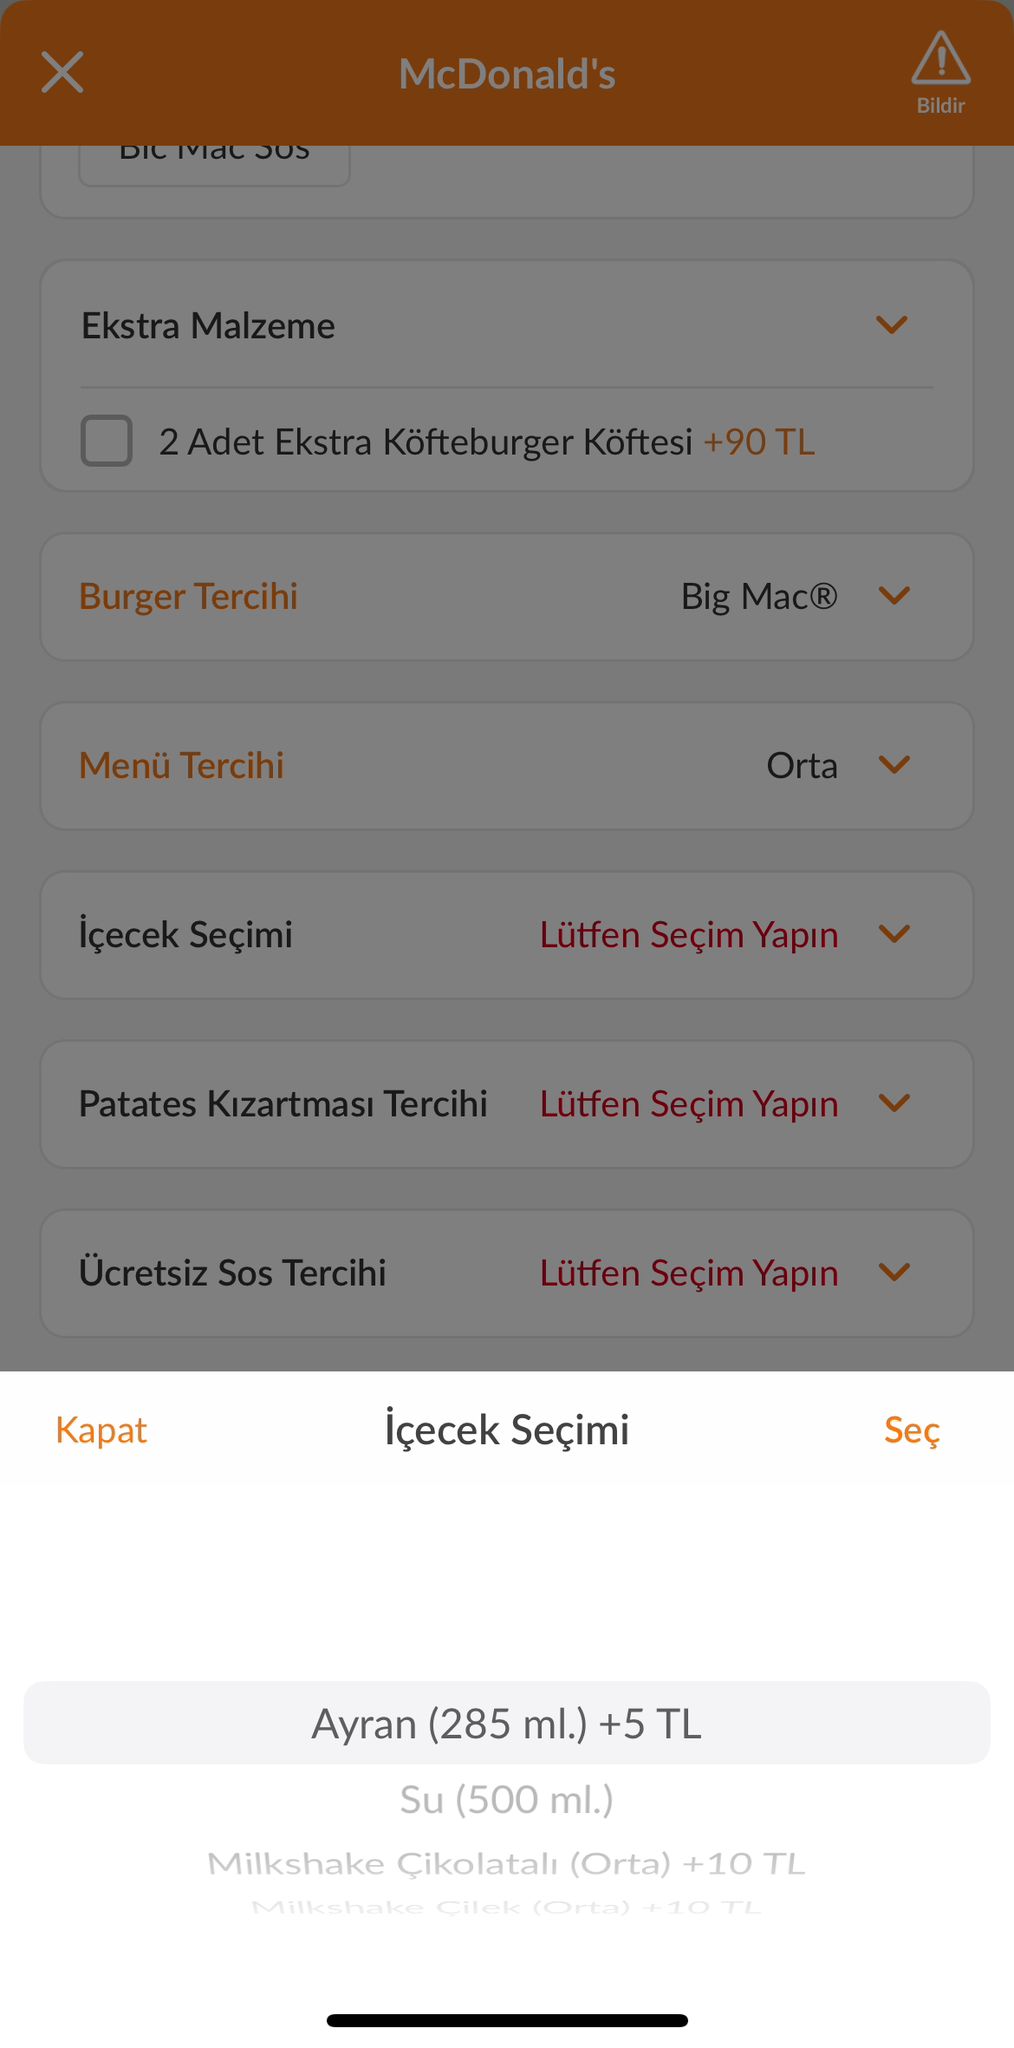 McDonald's
Bildir
Bic Mac Sos
Ekstra Malzeme
2 Adet Ekstra Köfteburger Köftesi +90 TL
Burger Tercihi Big Mac®
Menü Tercihi Orta
İçecek Seçimi Lütfen Seçim Yapın
Patates Kızartması Tercihi Lütfen Seçim Yapın
Ücretsiz Sos Tercihi Lütfen Seçim Yapın
Kapat İçecek Seçimi Seç
Ayran (285 ml.) +5 TL
Su (500 ml.)
Milkshake Çikolatalı (Orta) +10 TL
Milkshake Çilek (Orta) +10 TL